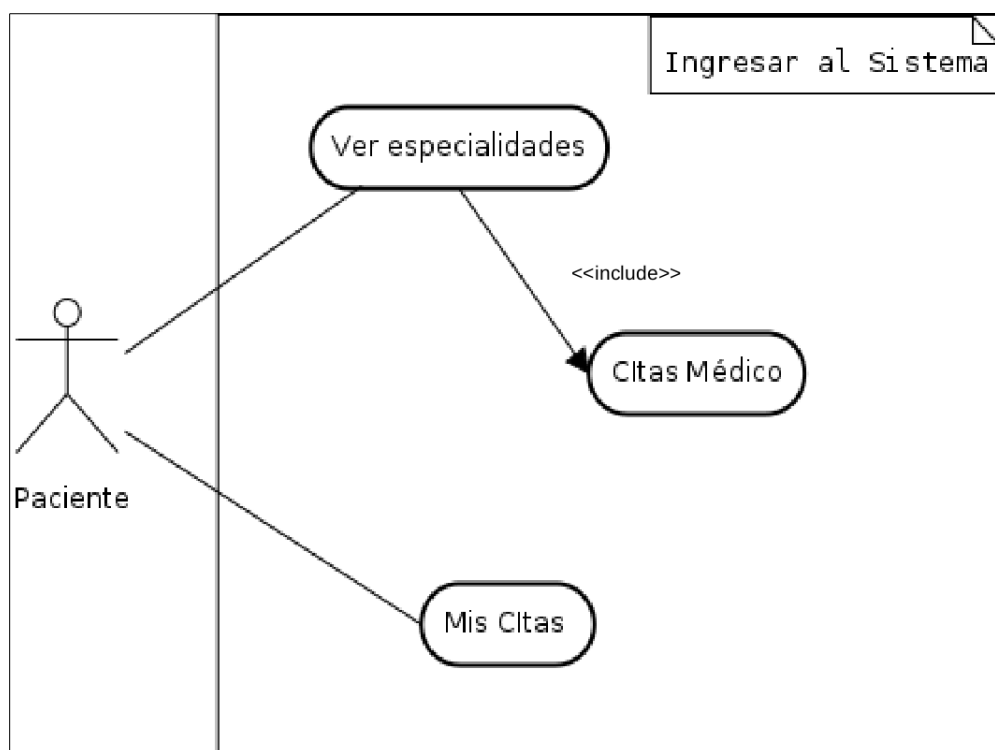 Ingresar al Sistema
Ver especialidades
<<include>>
CItas Médico
Paciente
Mis CItas